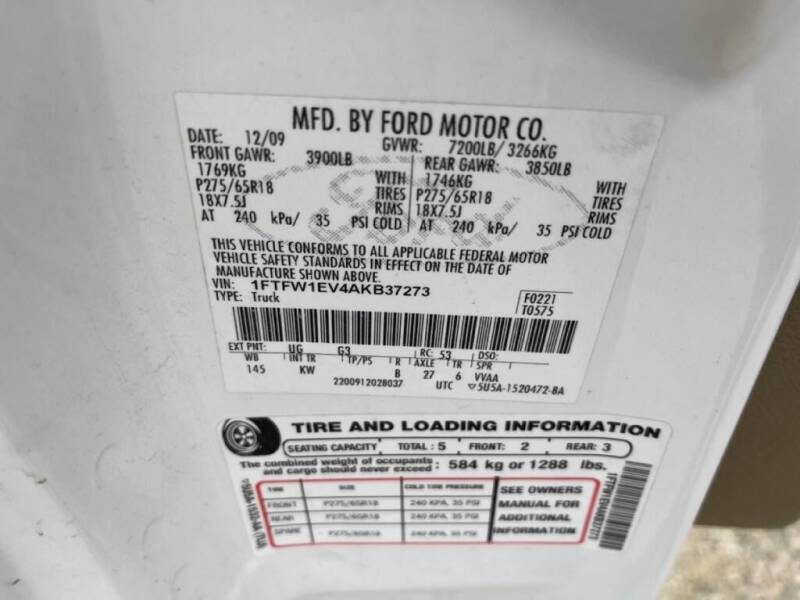 MFD. BY FORD MOTOR CO.
DATE: 12/09 GVWR: 7200LB/ 3266KG
FRONT GAWR: 3900LB REAR GAWR: 3850LB
1769KG WITH 1746KG WITH
P275/65R18 TIRES P275/65R18 TIRES
18X7.5J RIMS 18X7.5J RIMS
AT 240 kPa/ 35 PSI COLD AT 240 kPa/ 35 PSI COLD
THIS VEHICLE CONFORMS TO ALL APPLICABLE FEDERAL MOTOR
VEHICLE SAFETY STANDARDS IN EFFECT ON THE DATE OF
MANUFACTURE SHOWN ABOVE.
VIN: 1FTFW1EV4AKB37273
TYPE: Truck
F0221
T0575
EXT PNT: UG G3 RC: 53 DSO:
WB INT TR TP/PS R AXLE TR SPR
145 KW B 27 6 VVAA
2200912028037 UTC ▽5U5A-1520472-BA
TIRE AND LOADING INFORMATION
SEATING CAPACITY TOTAL: 5 FRONT: 2 REAR: 3
The combined weight of occupants and cargo should never exceed: 584 kg or 1288 lbs.
TIRE SIZE COLD TIRE PRESSURE SEE OWNERS
FRONT P275/65R18 240 KPA, 35 PSI MANUAL FOR
REAR P275/65R18 240 KPA, 35 PSI ADDITIONAL
SPARE P275/65R18 240 KPA, 35 PSI INFORMATION